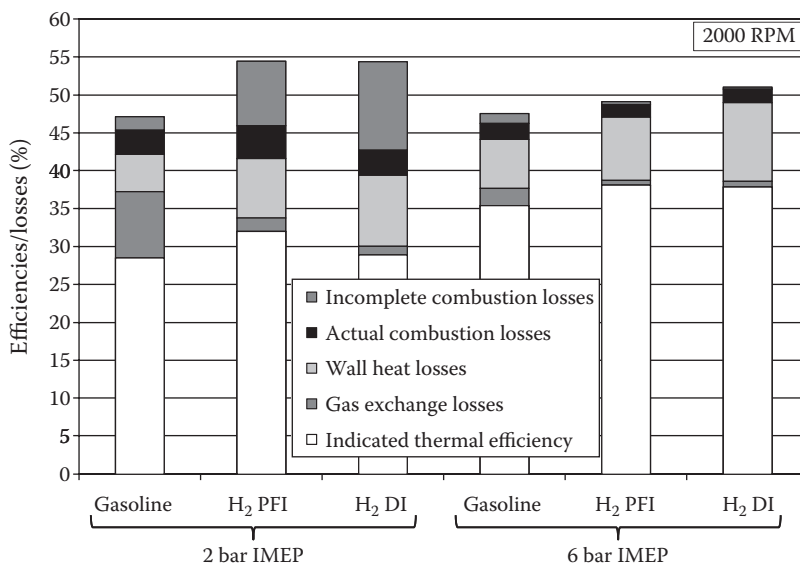 60
2000 RPM
55
50
45
40
35
30
25
20
15
10
5
0
Efficiencies/losses (%)
Incomplete combustion losses
Actual combustion losses
Wall heat losses
Gas exchange losses
Indicated thermal efficiency
Gasoline H₂ PFI H₂ DI Gasoline H₂ PFI H₂ DI
2 bar IMEP 6 bar IMEP